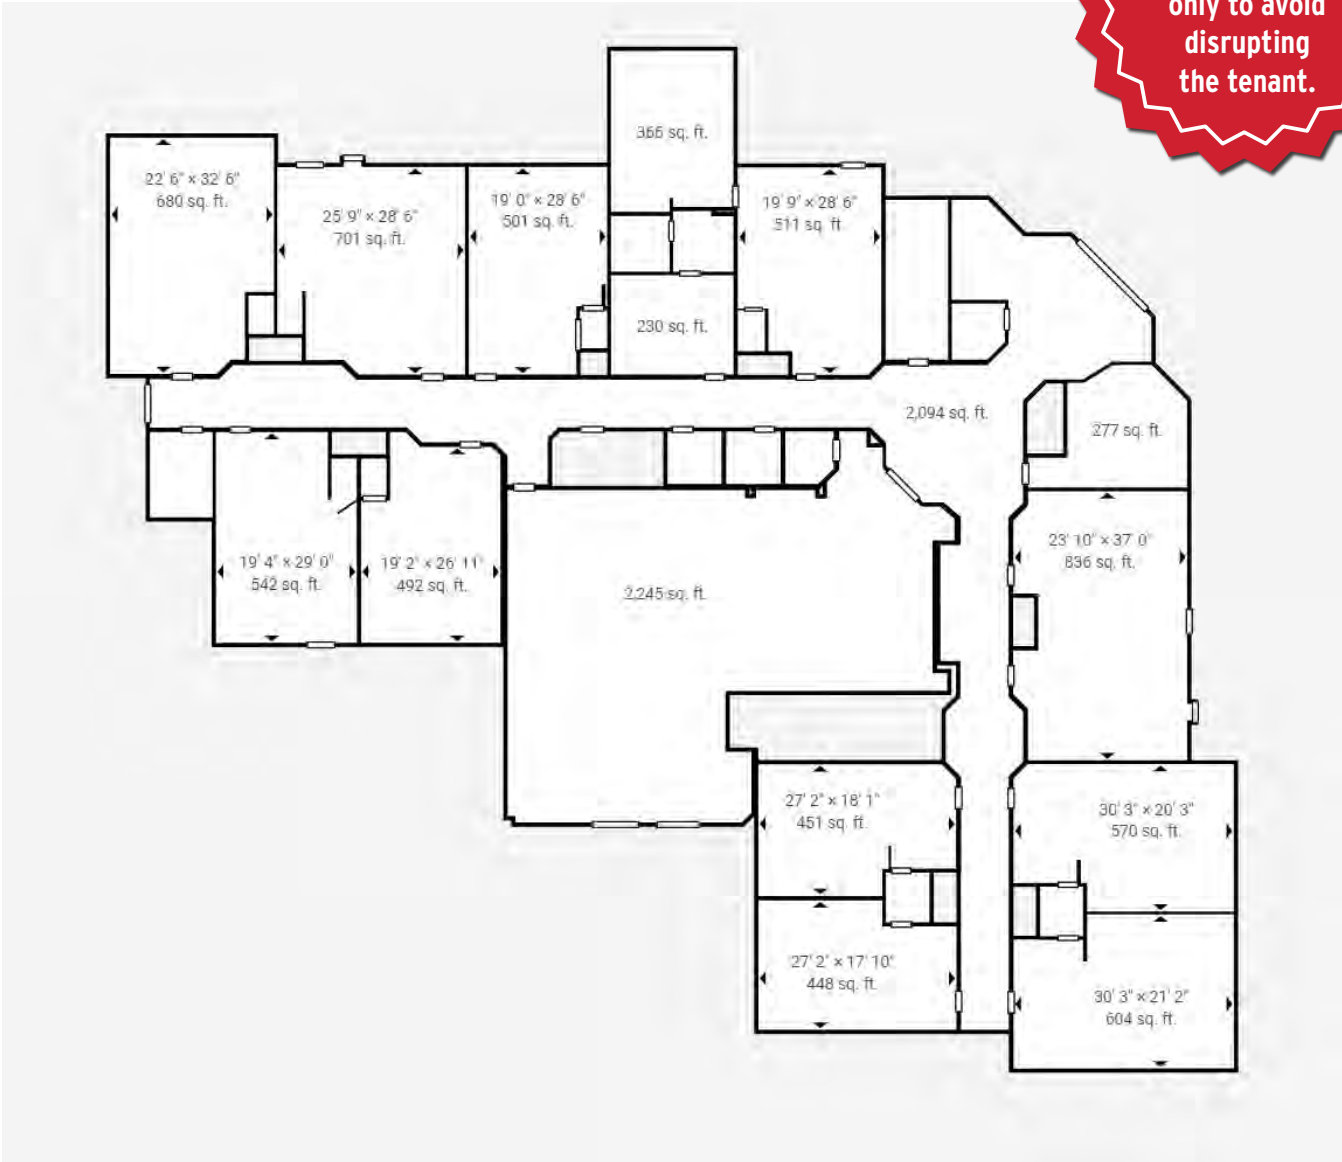 only to avoid
disrupting
the tenant.
366 sq. ft.
22' 6" × 32' 6"
680 sq. ft.
25' 9" × 28' 6"
701 sq. ft.
19' 0" × 28' 6"
501 sq. ft.
19' 9" × 28' 6"
511 sq. ft.
230 sq. ft.
2,094 sq. ft.
277 sq. ft.
19' 4" × 29' 0"
542 sq. ft.
19' 2" × 26' 11"
492 sq. ft.
2,245 sq. ft.
23' 10" × 37' 0"
836 sq. ft.
27' 2" × 18' 1"
451 sq. ft.
30' 3" × 20' 3"
570 sq. ft.
27' 2" × 17' 10"
448 sq. ft.
30' 3" × 21' 2"
604 sq. ft.